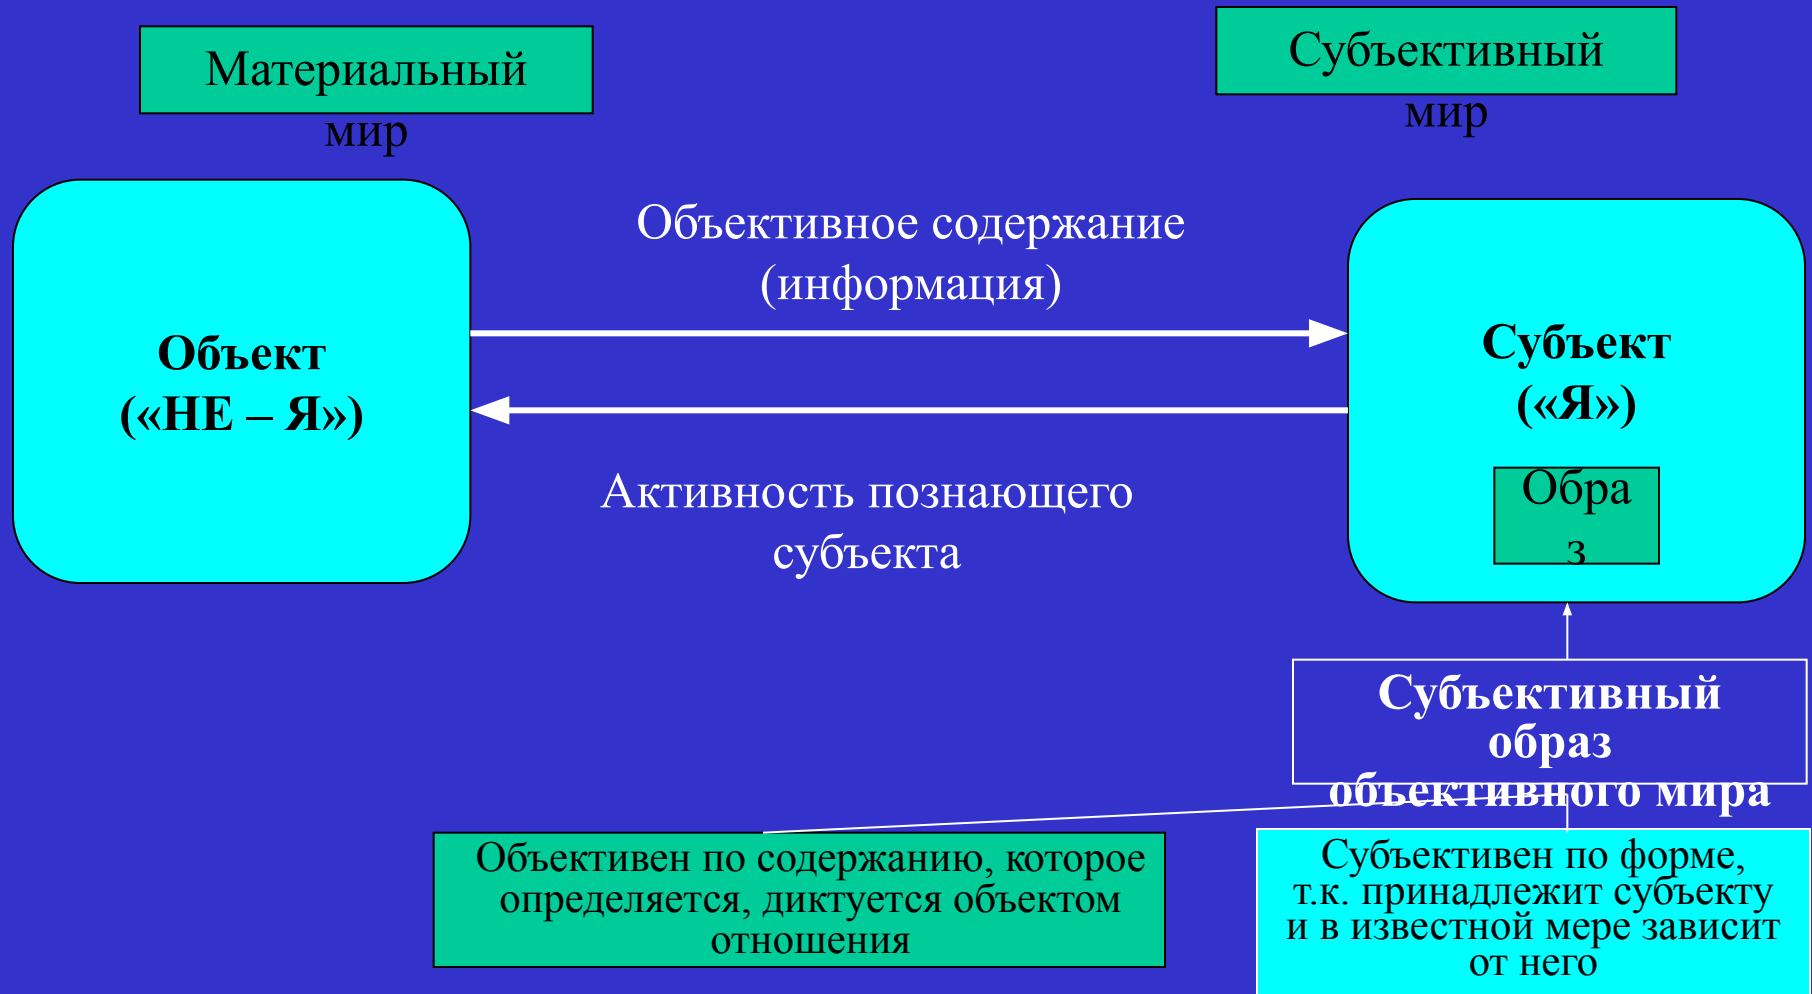 Материальный
мир
Субъективный
мир
Объективное содержание
(информация)
Объект
(«НЕ – Я»)
Субъект
(«Я»)
Обра
з
Активность познающего
субъекта
Субъективный
образ
объективного мира
Объективен по содержанию, которое
определяется, диктуется объектом
отношения
Субъективен по форме,
т.к. принадлежит субъекту
и в известной мере зависит
от него